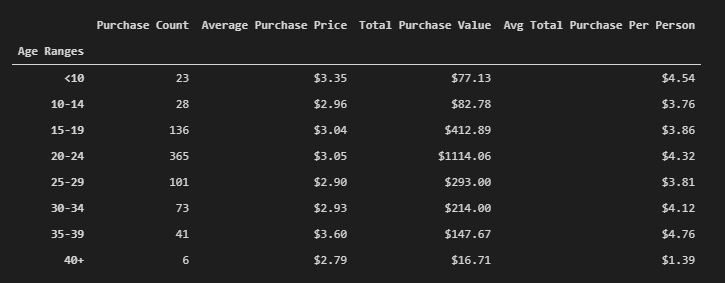 Purchase Count Average Purchase Price Total Purchase Value Avg Total Purchase Per Person
Age Ranges
<10 23 $3.35 $77.13 $4.54
10-14 28 $2.96 $82.78 $3.76
15-19 136 $3.04 $412.89 $3.86
20-24 365 $3.05 $1114.06 $4.32
25-29 101 $2.90 $293.00 $3.81
30-34 73 $2.93 $214.00 $4.12
35-39 41 $3.60 $147.67 $4.76
40+ 6 $2.79 $16.71 $1.39